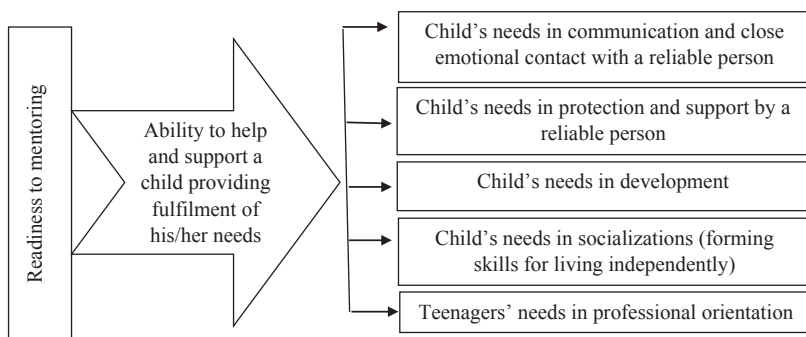 Readiness to mentoring
Ability to help
and support a
child providing
fulfilment of
his/her needs
Child’s needs in communication and close
emotional contact with a reliable person
Child’s needs in protection and support by a
reliable person
Child’s needs in development
Child’s needs in socializations (forming
skills for living independently)
Teenagers’ needs in professional orientation